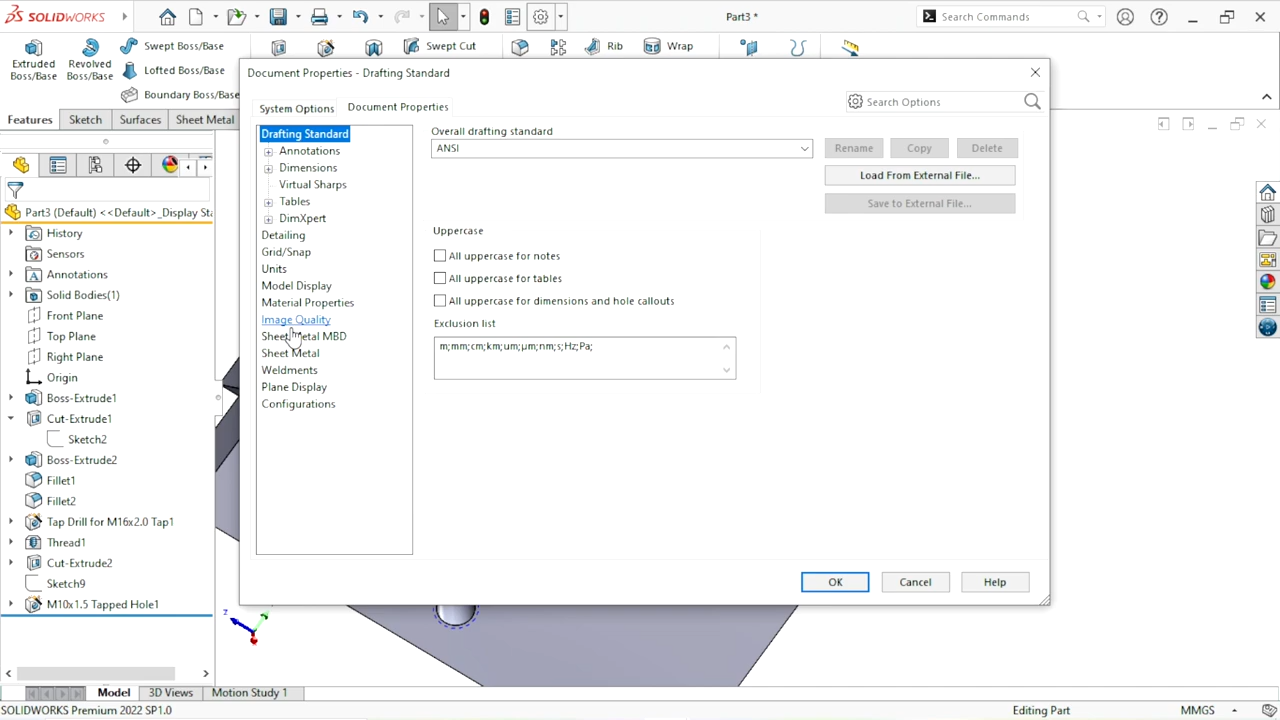 SOLIDWORKS
Part3 *
Search Commands
Extruded
Boss/Base
Revolved
Boss/Base
Swept Boss/Base
Lofted Boss/Base
Boundary Boss/Base
Swept Cut
Rib
Wrap
Features
Sketch
Surfaces
Sheet Metal
Part3 (Default) <<Default>_Display Sta
History
Sensors
Annotations
Solid Bodies(1)
Front Plane
Top Plane
Right Plane
Origin
Boss-Extrude1
Cut-Extrude1
Sketch2
Boss-Extrude2
Fillet1
Fillet2
Tap Drill for M16x2.0 Tap1
Thread1
Cut-Extrude2
Sketch9
M10x1.5 Tapped Hole1
Document Properties - Drafting Standard
System Options
Document Properties
Search Options
Drafting Standard
Annotations
Dimensions
Virtual Sharps
Tables
DimXpert
Detailing
Grid/Snap
Units
Model Display
Material Properties
Image Quality
Sheet Metal MBD
Sheet Metal
Weldments
Plane Display
Configurations
Overall drafting standard
ANSI
Rename
Copy
Delete
Load From External File...
Save to External File...
Uppercase
All uppercase for notes
All uppercase for tables
All uppercase for dimensions and hole callouts
Exclusion list
m;mm;cm;km;um;µm;nm;s;Hz;Pa;
OK
Cancel
Help
z
Model
3D Views
Motion Study 1
SOLIDWORKS Premium 2022 SP1.0
Editing Part
MMGS